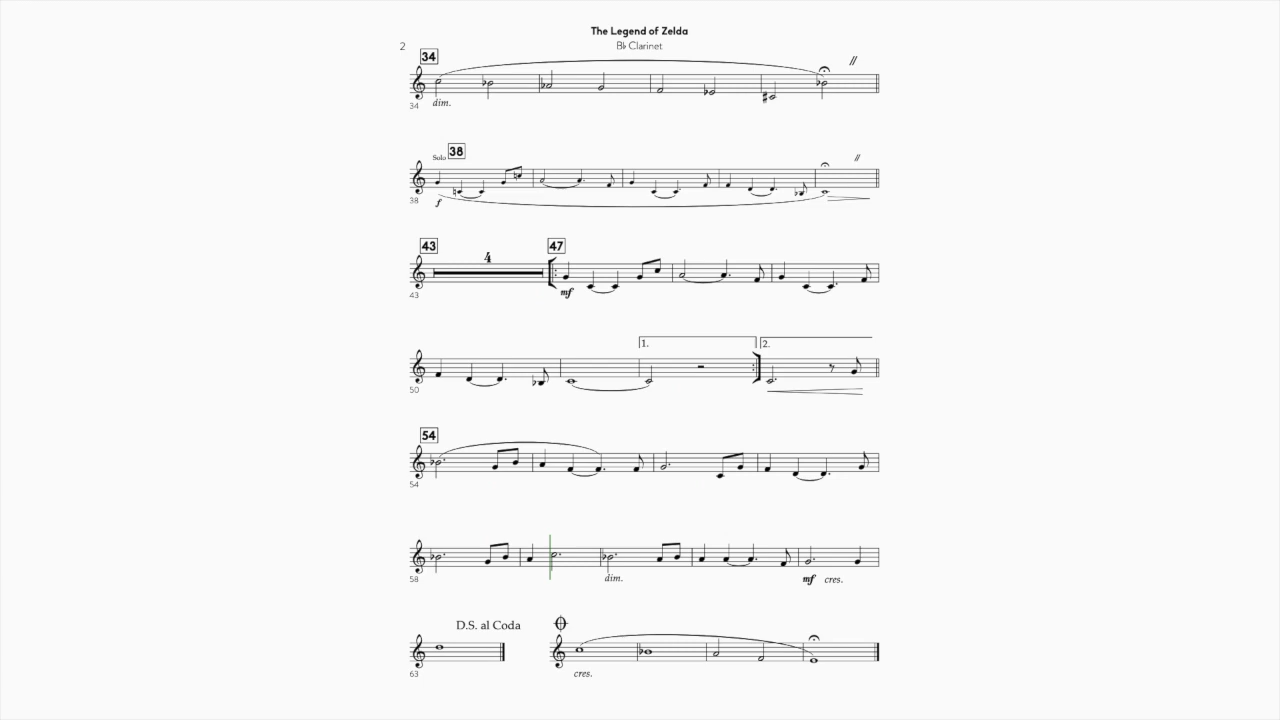 The Legend of Zelda
2
B♭ Clarinet
34
34
dim.
Solo 38
38
f
43
4
47
43
mf
1.
2.
50
54
54
58
dim.
mf cres.
D.S. al Coda
63
cres.